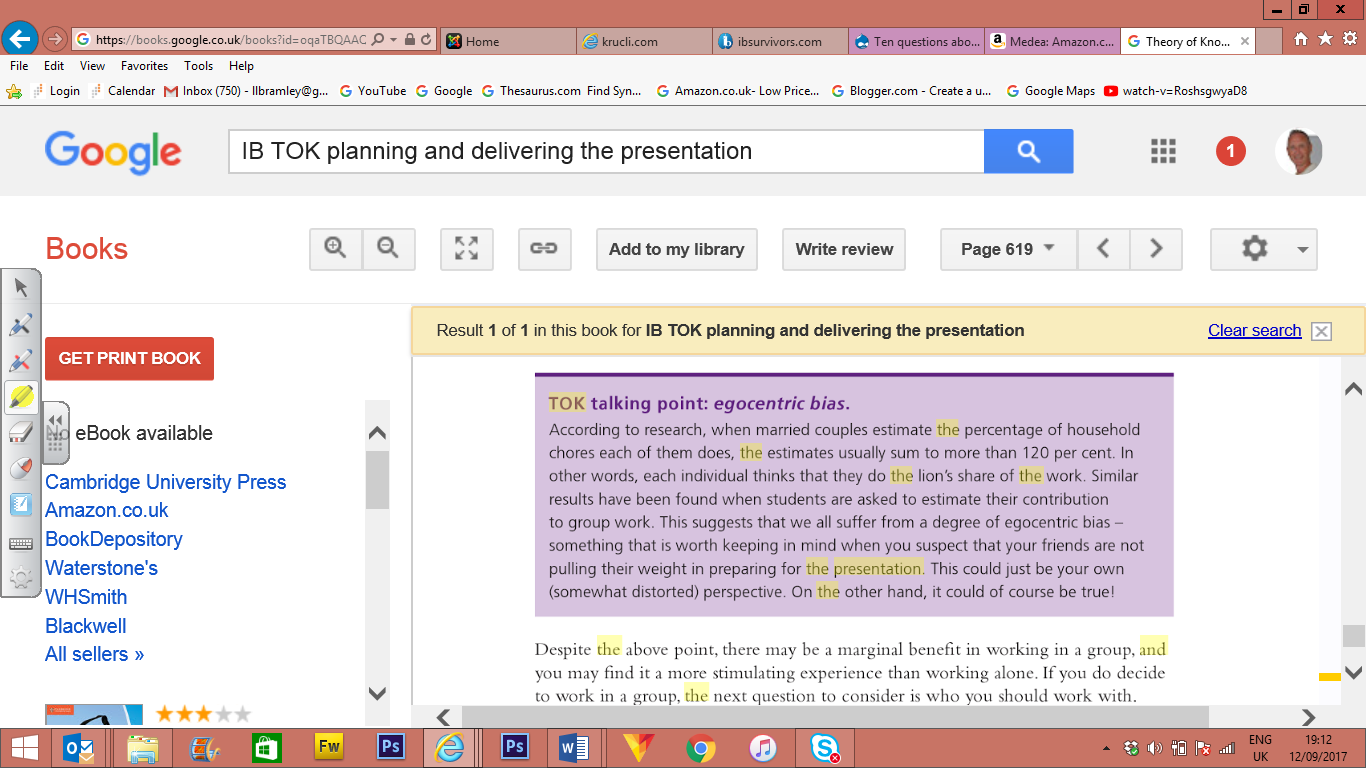 https://books.google.co.uk/books?id=oqaTBQAAC
Home
krucli.com
ibsurvivors.com
Ten questions abo...
Medea: Amazon.c...
Theory of Kno...
File Edit View Favorites Tools Help
Login Calendar Inbox (750) - llbramley@g... YouTube Google Thesaurus.com Find Syn... Amazon.co.uk- Low Price... Blogger.com - Create a u... Google Maps watch-v=RoshsgwyaD8
Google IB TOK planning and delivering the presentation 1
Books Add to my library Write review Page 619
Result 1 of 1 in this book for IB TOK planning and delivering the presentation Clear search
GET PRINT BOOK
No eBook available
Cambridge University Press
Amazon.co.uk
BookDepository
Waterstone's
WHSmith
Blackwell
All sellers »
TOK talking point: egocentric bias.
According to research, when married couples estimate the percentage of household
chores each of them does, the estimates usually sum to more than 120 per cent. In
other words, each individual thinks that they do the lion's share of the work. Similar
results have been found when students are asked to estimate their contribution
to group work. This suggests that we all suffer from a degree of egocentric bias –
something that is worth keeping in mind when you suspect that your friends are not
pulling their weight in preparing for the presentation. This could just be your own
(somewhat distorted) perspective. On the other hand, it could of course be true!
Despite the above point, there may be a marginal benefit in working in a group, and
you may find it a more stimulating experience than working alone. If you do decide
to work in a group, the next question to consider is who you should work with.
Fw Ps Ps
ENG 19:12
UK 12/09/2017